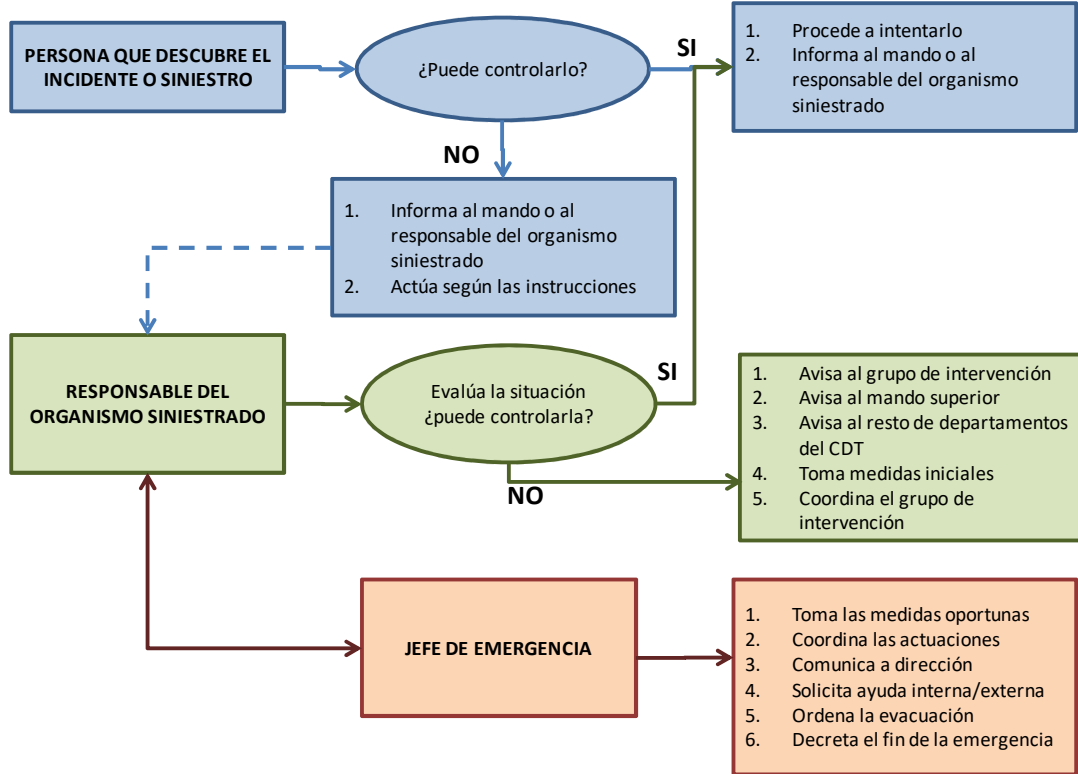 PERSONA QUE DESCUBRE EL
INCIDENTE O SINIESTRO
¿Puede controlarlo?
SI
1. Procede a intentarlo
2. Informa al mando o al
responsable del organismo
siniestrado
NO
1. Informa al mando o al
responsable del organismo
siniestrado
2. Actúa según las instrucciones
RESPONSABLE DEL
ORGANISMO SINIESTRADO
Evalúa la situación
¿puede controlarla?
SI
NO
1. Avisa al grupo de intervención
2. Avisa al mando superior
3. Avisa al resto de departamentos
del CDT
4. Toma medidas iniciales
5. Coordina el grupo de
intervención
JEFE DE EMERGENCIA
1. Toma las medidas oportunas
2. Coordina las actuaciones
3. Comunica a dirección
4. Solicita ayuda interna/externa
5. Ordena la evacuación
6. Decreta el fin de la emergencia